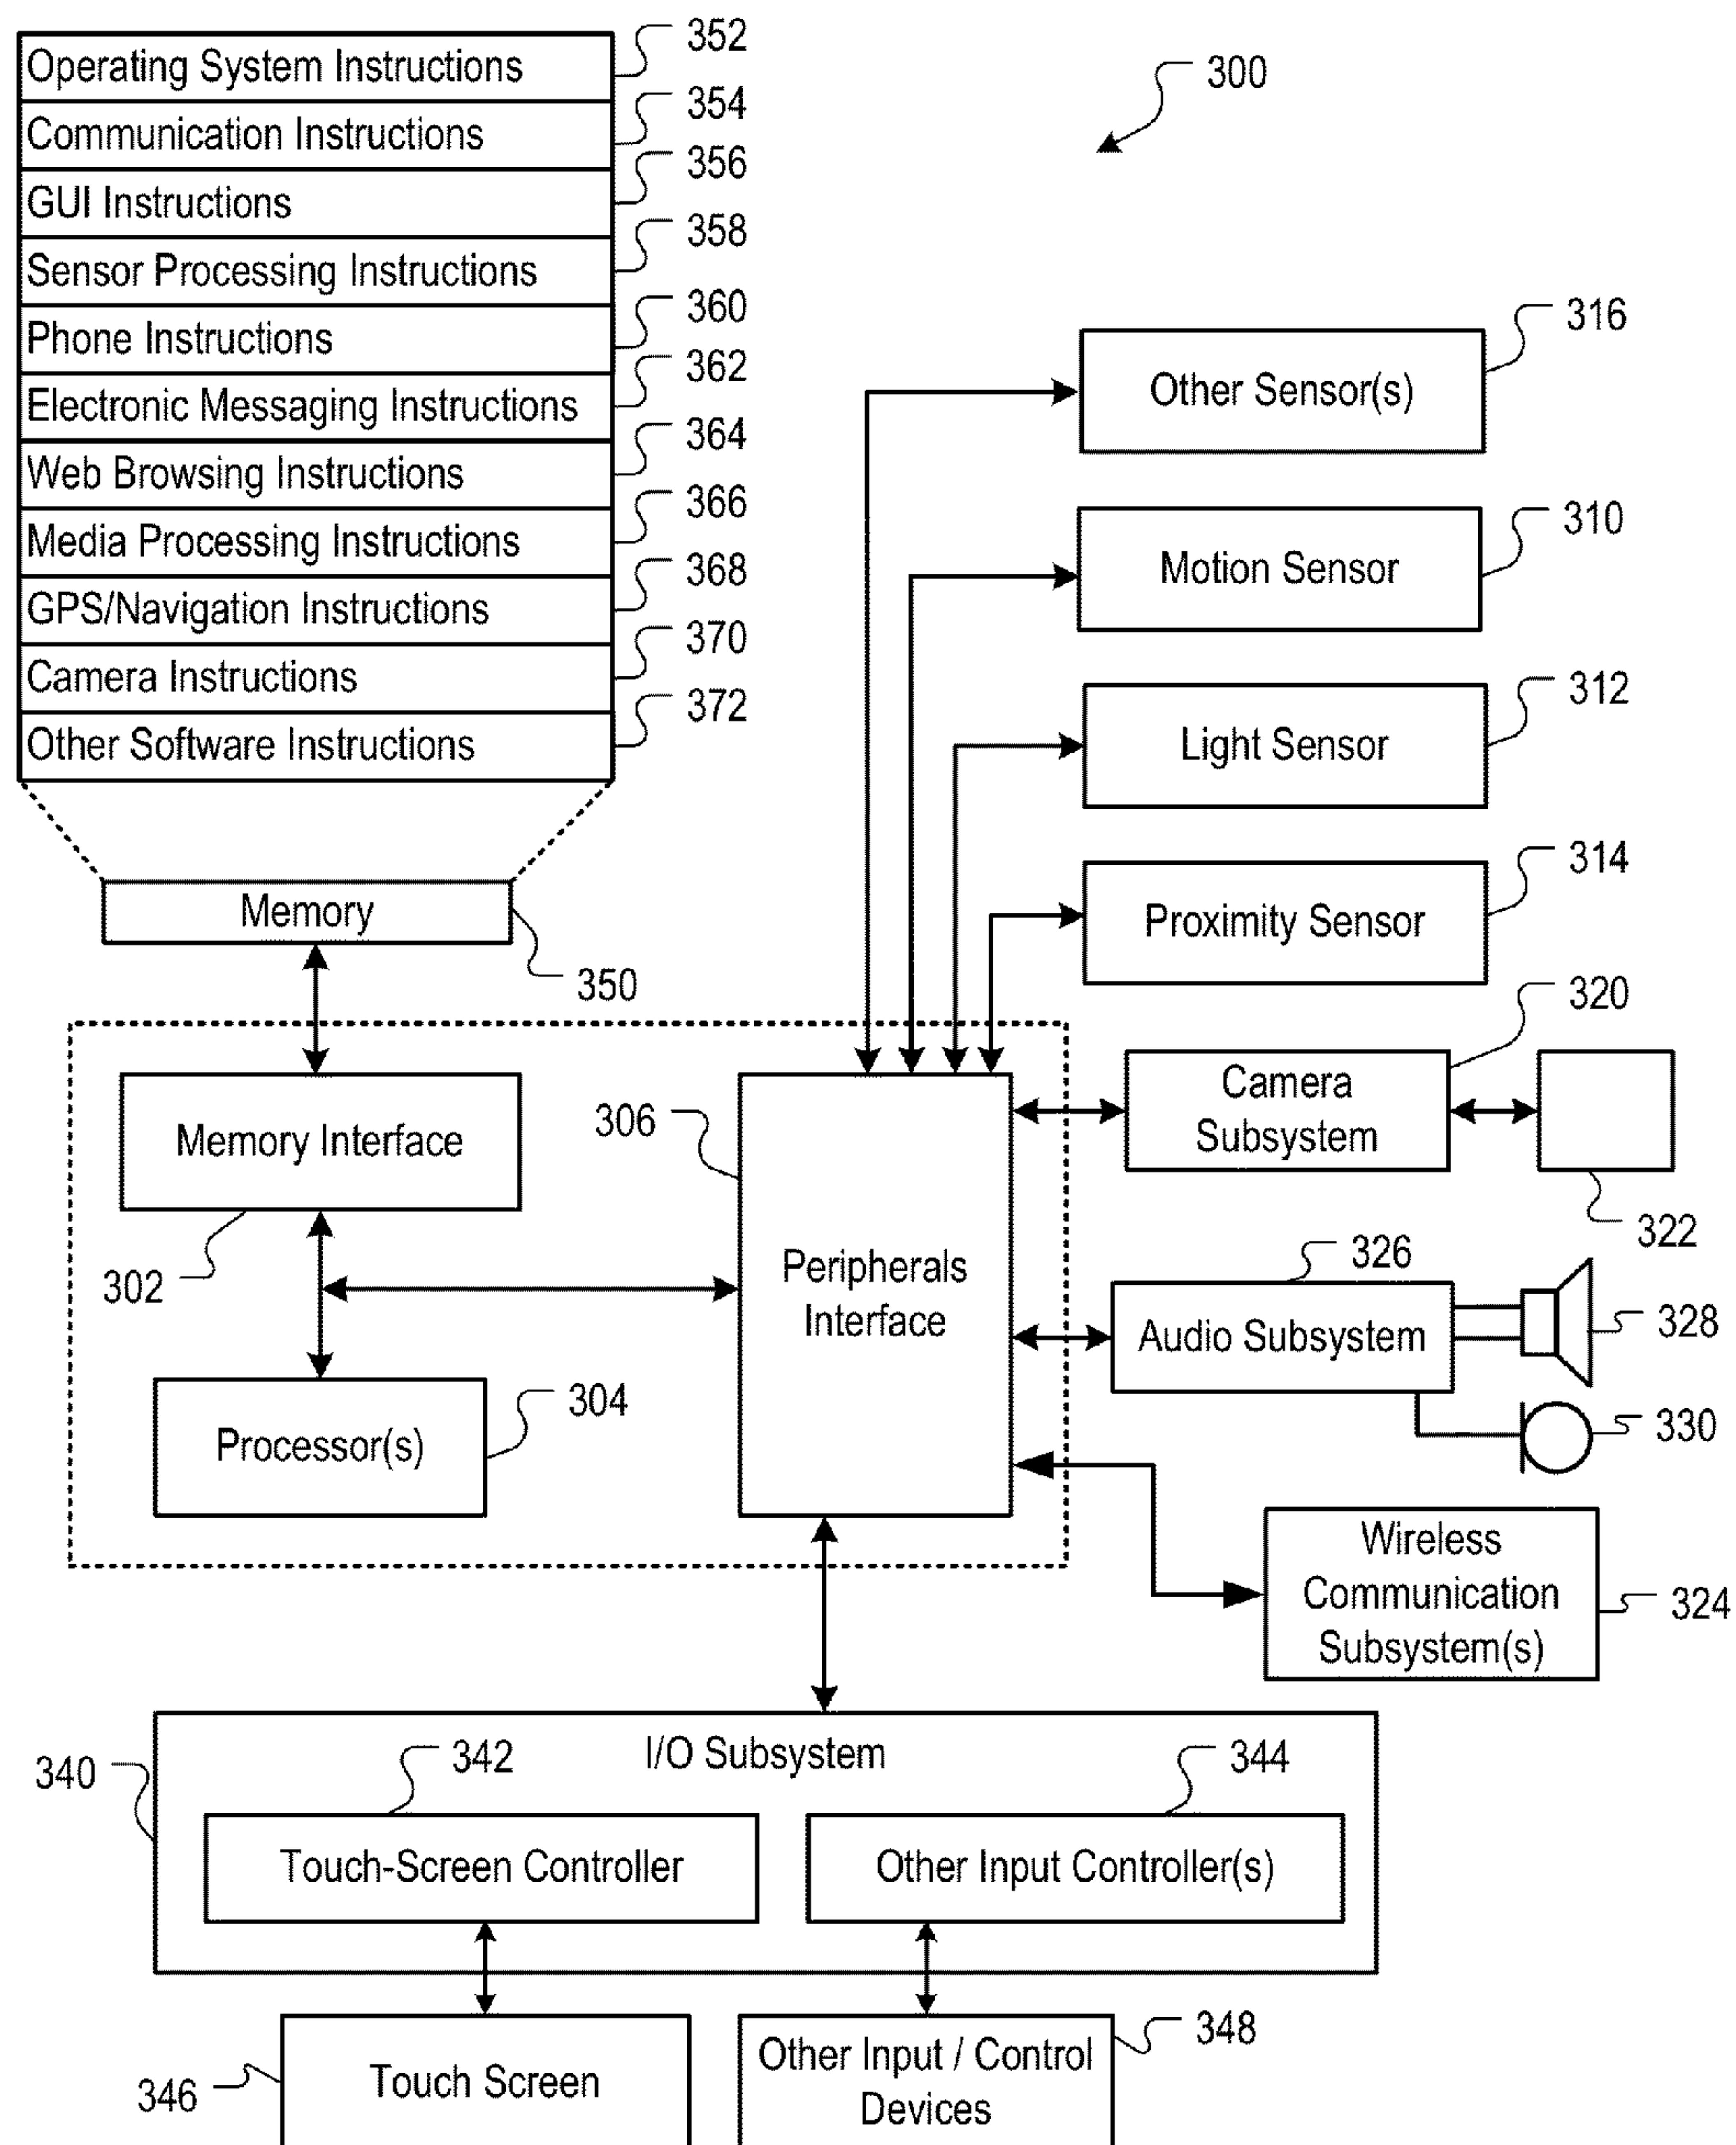 Operating System Instructions
352
Communication Instructions
354
GUI Instructions
356
Sensor Processing Instructions
358
Phone Instructions
360
Electronic Messaging Instructions
362
Web Browsing Instructions
364
Media Processing Instructions
366
GPS/Navigation Instructions
368
Camera Instructions
370
Other Software Instructions
372
300
Memory
350
Other Sensor(s)
316
Motion Sensor
310
Light Sensor
312
Proximity Sensor
314
Memory Interface
302
Processor(s)
304
306
Peripherals
Interface
Camera
Subsystem
320
322
Audio Subsystem
326
328
330
Wireless
Communication
Subsystem(s)
324
I/O Subsystem
340
342
Touch-Screen Controller
344
Other Input Controller(s)
346
Touch Screen
Other Input / Control
Devices
348